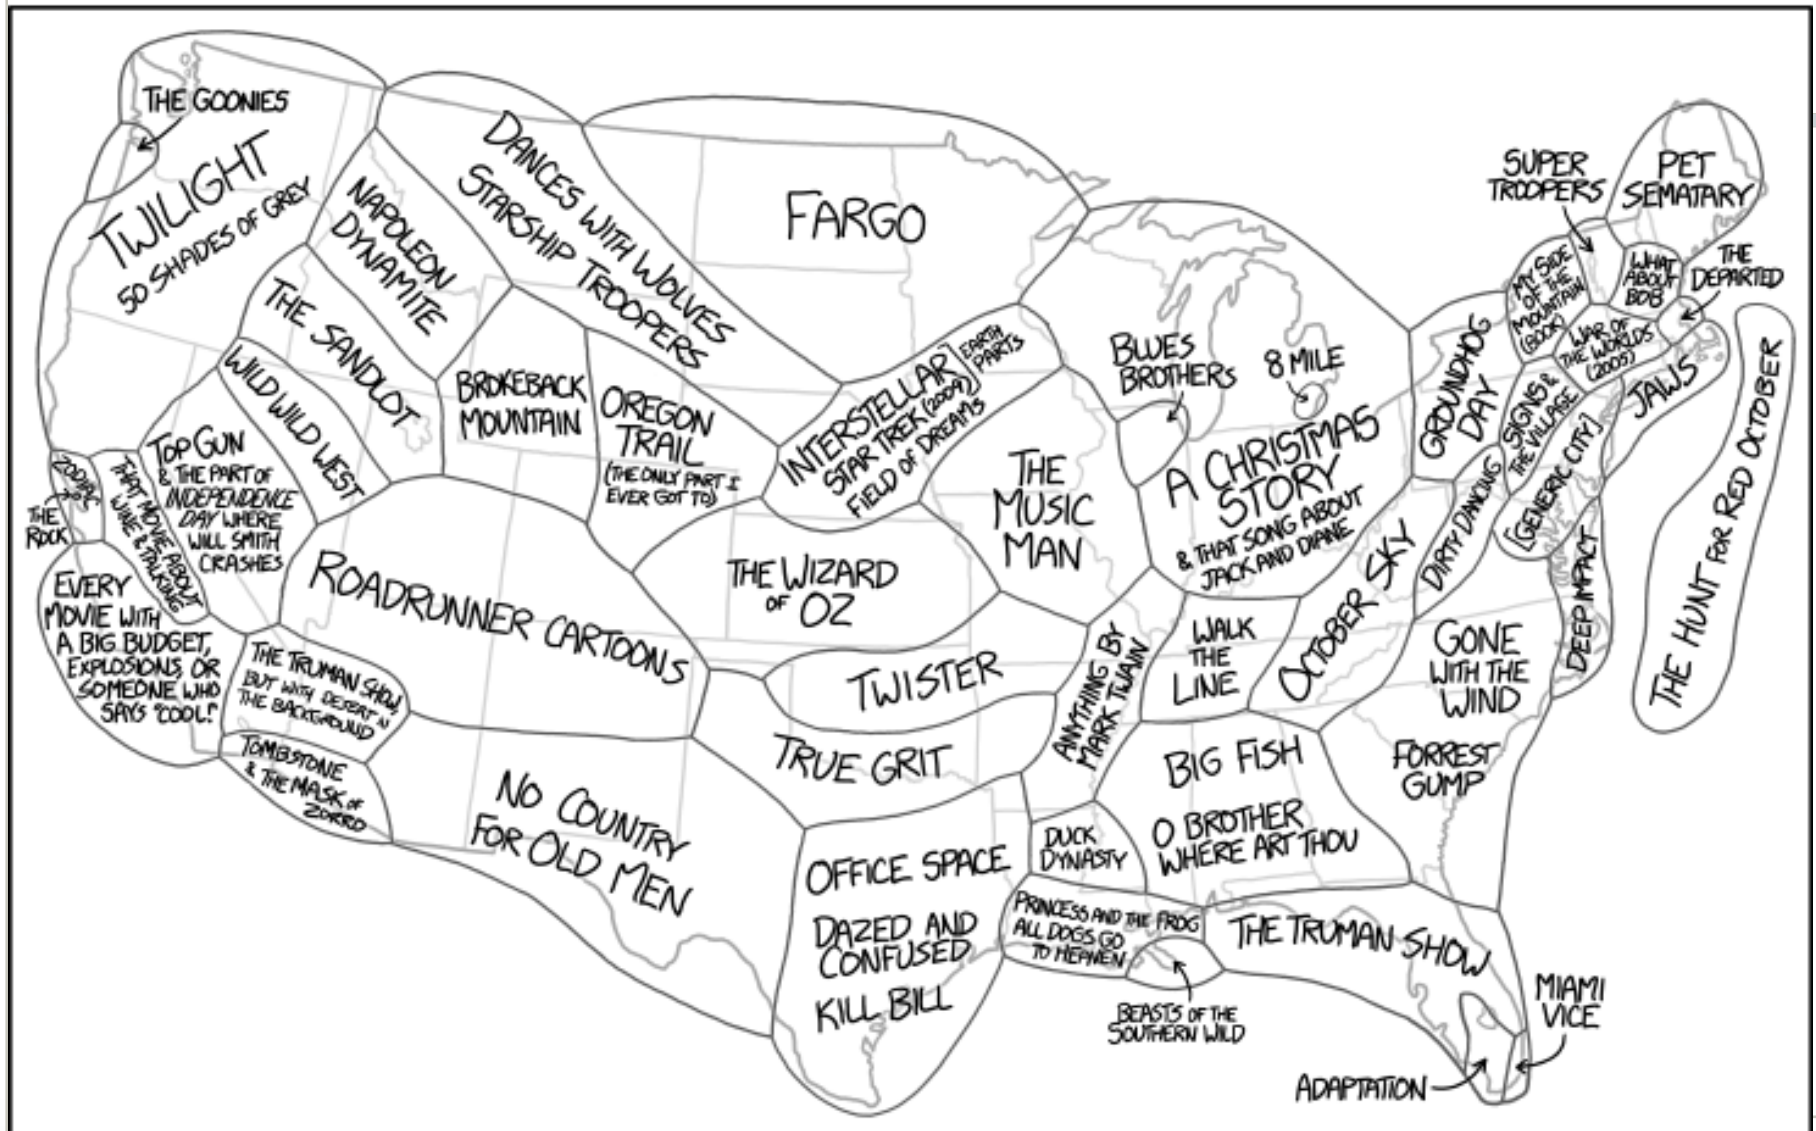 THE GOONIES
TWILIGHT
50 SHADES OF GREY
NAPOLEON
DYNAMITE
DANCES WITH WOLVES
STARSHIP TROOPERS
FARGO
SUPER
TROOPERS
PET
SEMATARY
THE SANDLOT
WILD WILD WEST
BROKEBACK
MOUNTAIN
OREGON
TRAIL
(THE ONLY PART I
EVER GOT TO)
INTERSTELLAR
[EARTH
PARTS]
STAR TREK (2009)
FIELD OF DREAMS
BLUES
BROTHERS
8 MILE
GROUNDHOG
DAY
MY SIDE
OF THE
MOUNTAIN
(BOOK)
WHAT
ABOUT
BOB
THE
DEPARTED
WAR OF
THE WORLDS
(2005)
JAWS
SIGNS &
THE VILLAGE
[GENERIC CITY]
THE HUNT FOR RED OCTOBER
ZODIAC
THE
ROCK
THAT MOVIE ABOUT
WINE & TALKING
TOP GUN
& THE PART OF
INDEPENDENCE
DAY WHERE
WILL SMITH
CRASHES
ROADRUNNER CARTOONS
THE WIZARD
OF OZ
THE
MUSIC
MAN
A CHRISTMAS
STORY
& THAT SONG ABOUT
JACK AND DIANE
OCTOBER SKY
DIRTY DANCING
DEEP IMPACT
EVERY
MOVIE WITH
A BIG BUDGET,
EXPLOSIONS, OR
SOMEONE WHO
SAYS "COOL!"
THE TRUMAN SHOW,
BUT WITH DESERT IN
THE BACKGROUND
TOMBSTONE
& THE MASK OF
ZORRO
NO COUNTRY
FOR OLD MEN
TWISTER
TRUE GRIT
ANYTHING BY
MARK TWAIN
WALK
THE
LINE
GONE
WITH THE
WIND
FORREST
GUMP
BIG FISH
O BROTHER
WHERE ART THOU
OFFICE SPACE
DAZED AND
CONFUSED
KILL BILL
DUCK
DYNASTY
PRINCESS AND THE FROG
ALL DOGS GO
TO HEAVEN
BEASTS OF THE
SOUTHERN WILD
THE TRUMAN SHOW
MIAMI
VICE
ADAPTATION